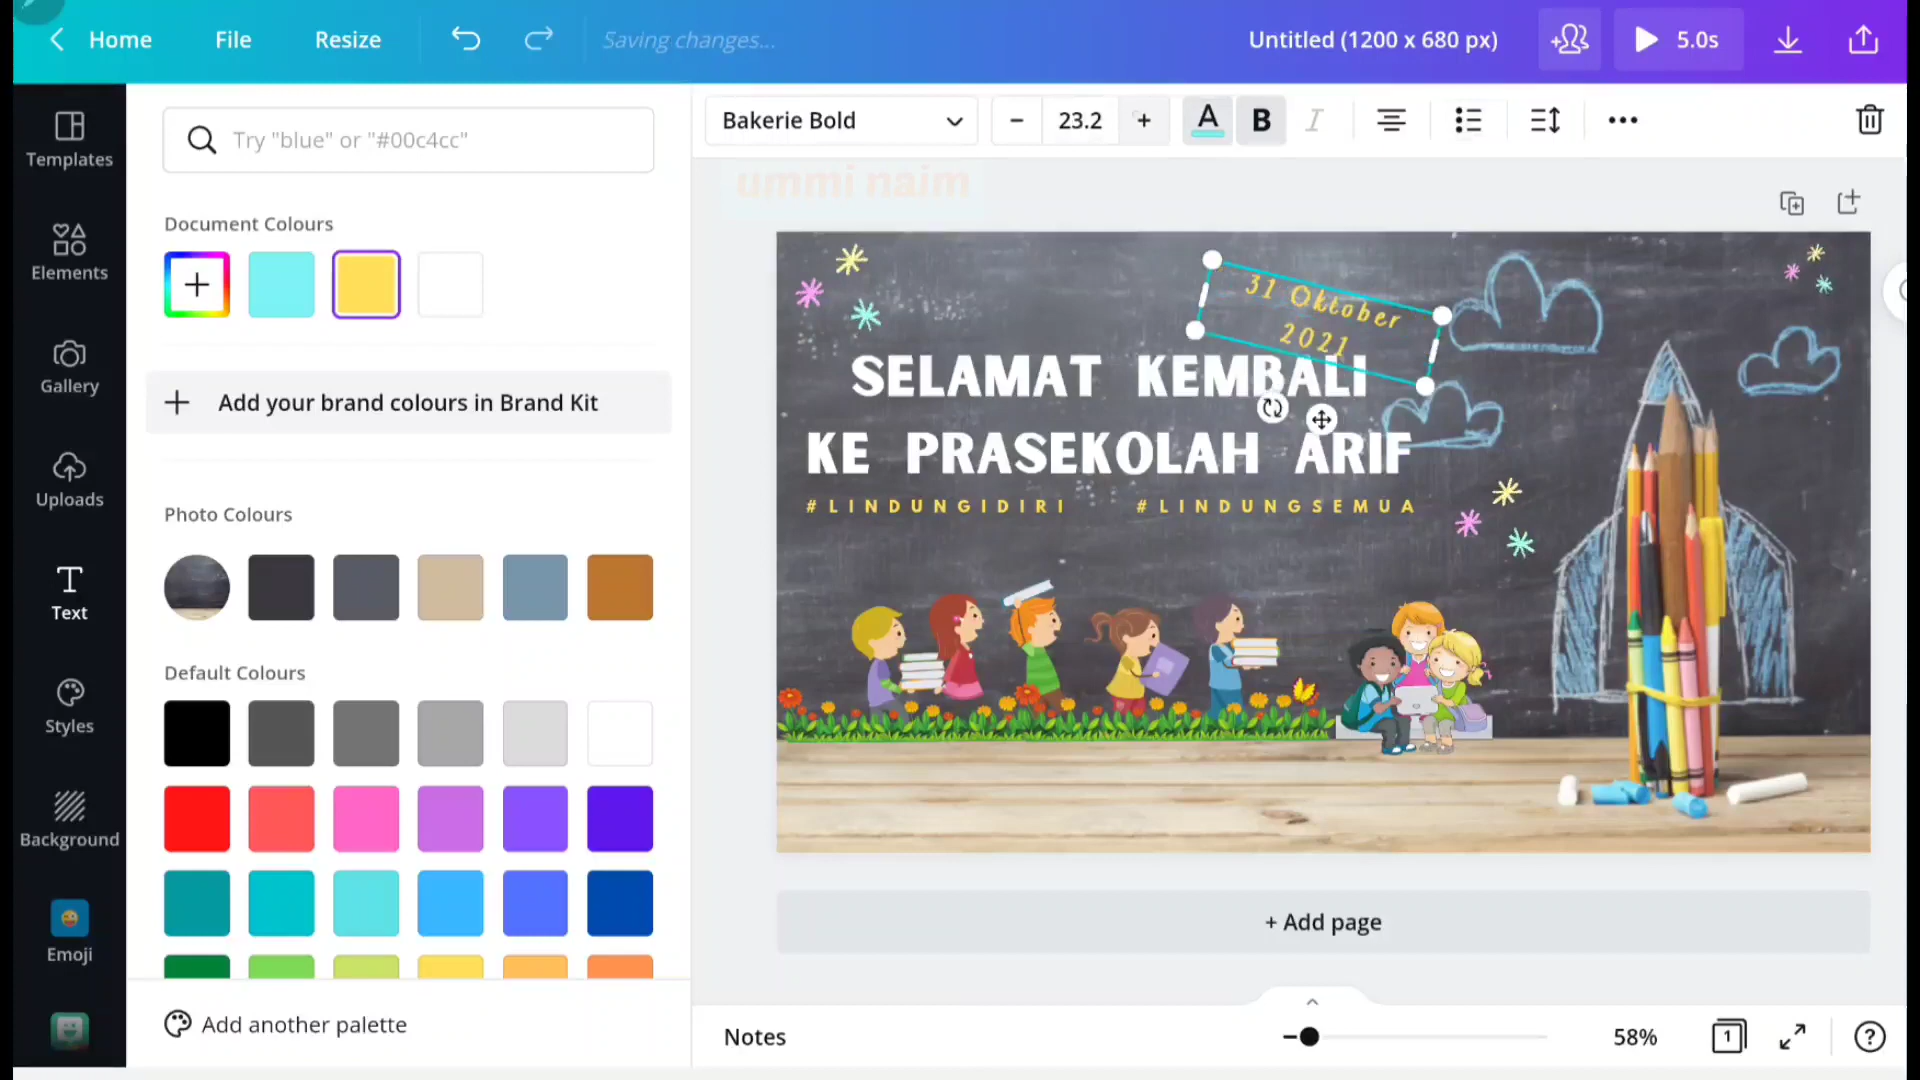 Home
File
Resize
Saving changes...
Untitled (1200 x 680 px)
5.0s
Templates
Elements
Gallery
Uploads
Text
Styles
Background
Emoji
Try "blue" or "#00c4cc"
Document Colours
Add your brand colours in Brand Kit
Photo Colours
Default Colours
Add another palette
Bakerie Bold
23.2
A
B
I
ummi naim
31 Oktober
2021
SELAMAT KEMBALI
KE PRASEKOLAH ARIF
#LINDUNGIDIRI #LINDUNGSEMUA
+ Add page
Notes
58%
1
?